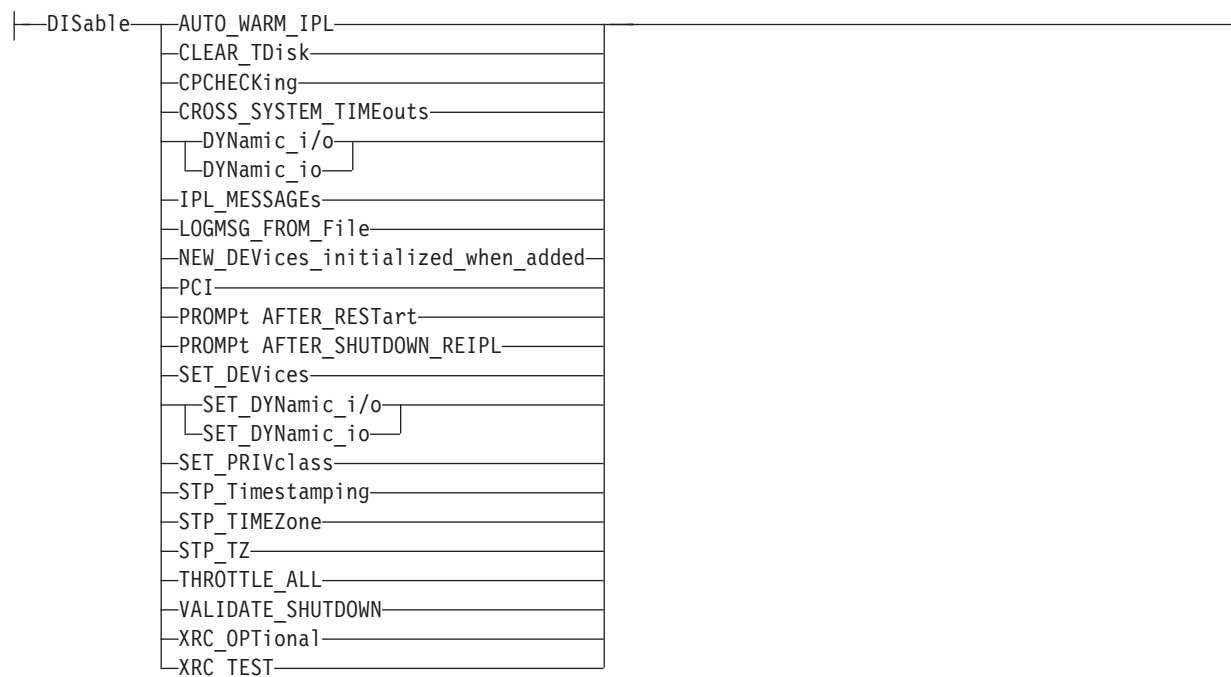 DISable AUTO_WARM_IPL
CLEAR_TDisk
CPCHECKing
CROSS_SYSTEM_TIMEouts
DYNamic_i/o
DYNamic_io
IPL_MESSAGEs
LOGMSG_FROM_File
NEW_DEVices_initialized_when_added
PCI
PROMPt AFTER_RESTart
PROMPt AFTER_SHUTDOWN_REIPL
SET_DEVices
SET_DYNamic_i/o
SET_DYNamic_io
SET_PRIVclass
STP_Timestamping
STP_TIMEZone
STP_TZ
THROTTLE_ALL
VALIDATE_SHUTDOWN
XRC_OPTional
XRC_TEST